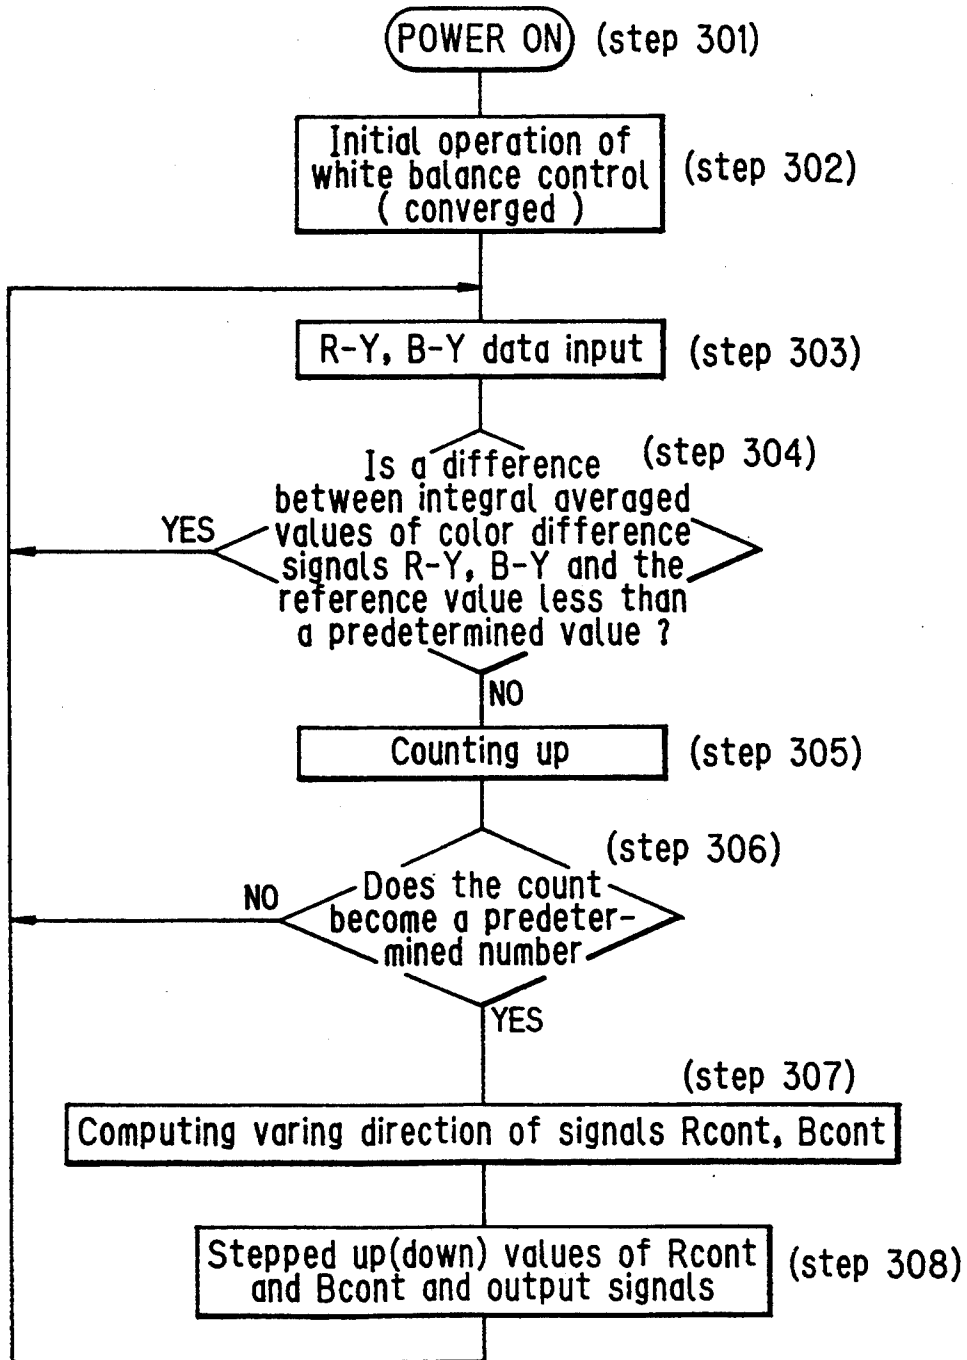 POWER ON (step 301)
Initial operation of
white balance control
( converged )
(step 302)
R-Y, B-Y data input (step 303)
(step 304)
Is a difference
between integral averaged
values of color difference
signals R-Y, B-Y and the
reference value less than
a predetermined value ?
YES
NO
Counting up (step 305)
(step 306)
Does the count
become a predeter-
mined number
NO
YES
(step 307)
Computing varing direction of signals Rcont, Bcont
Stepped up(down) values of Rcont
and Bcont and output signals
(step 308)